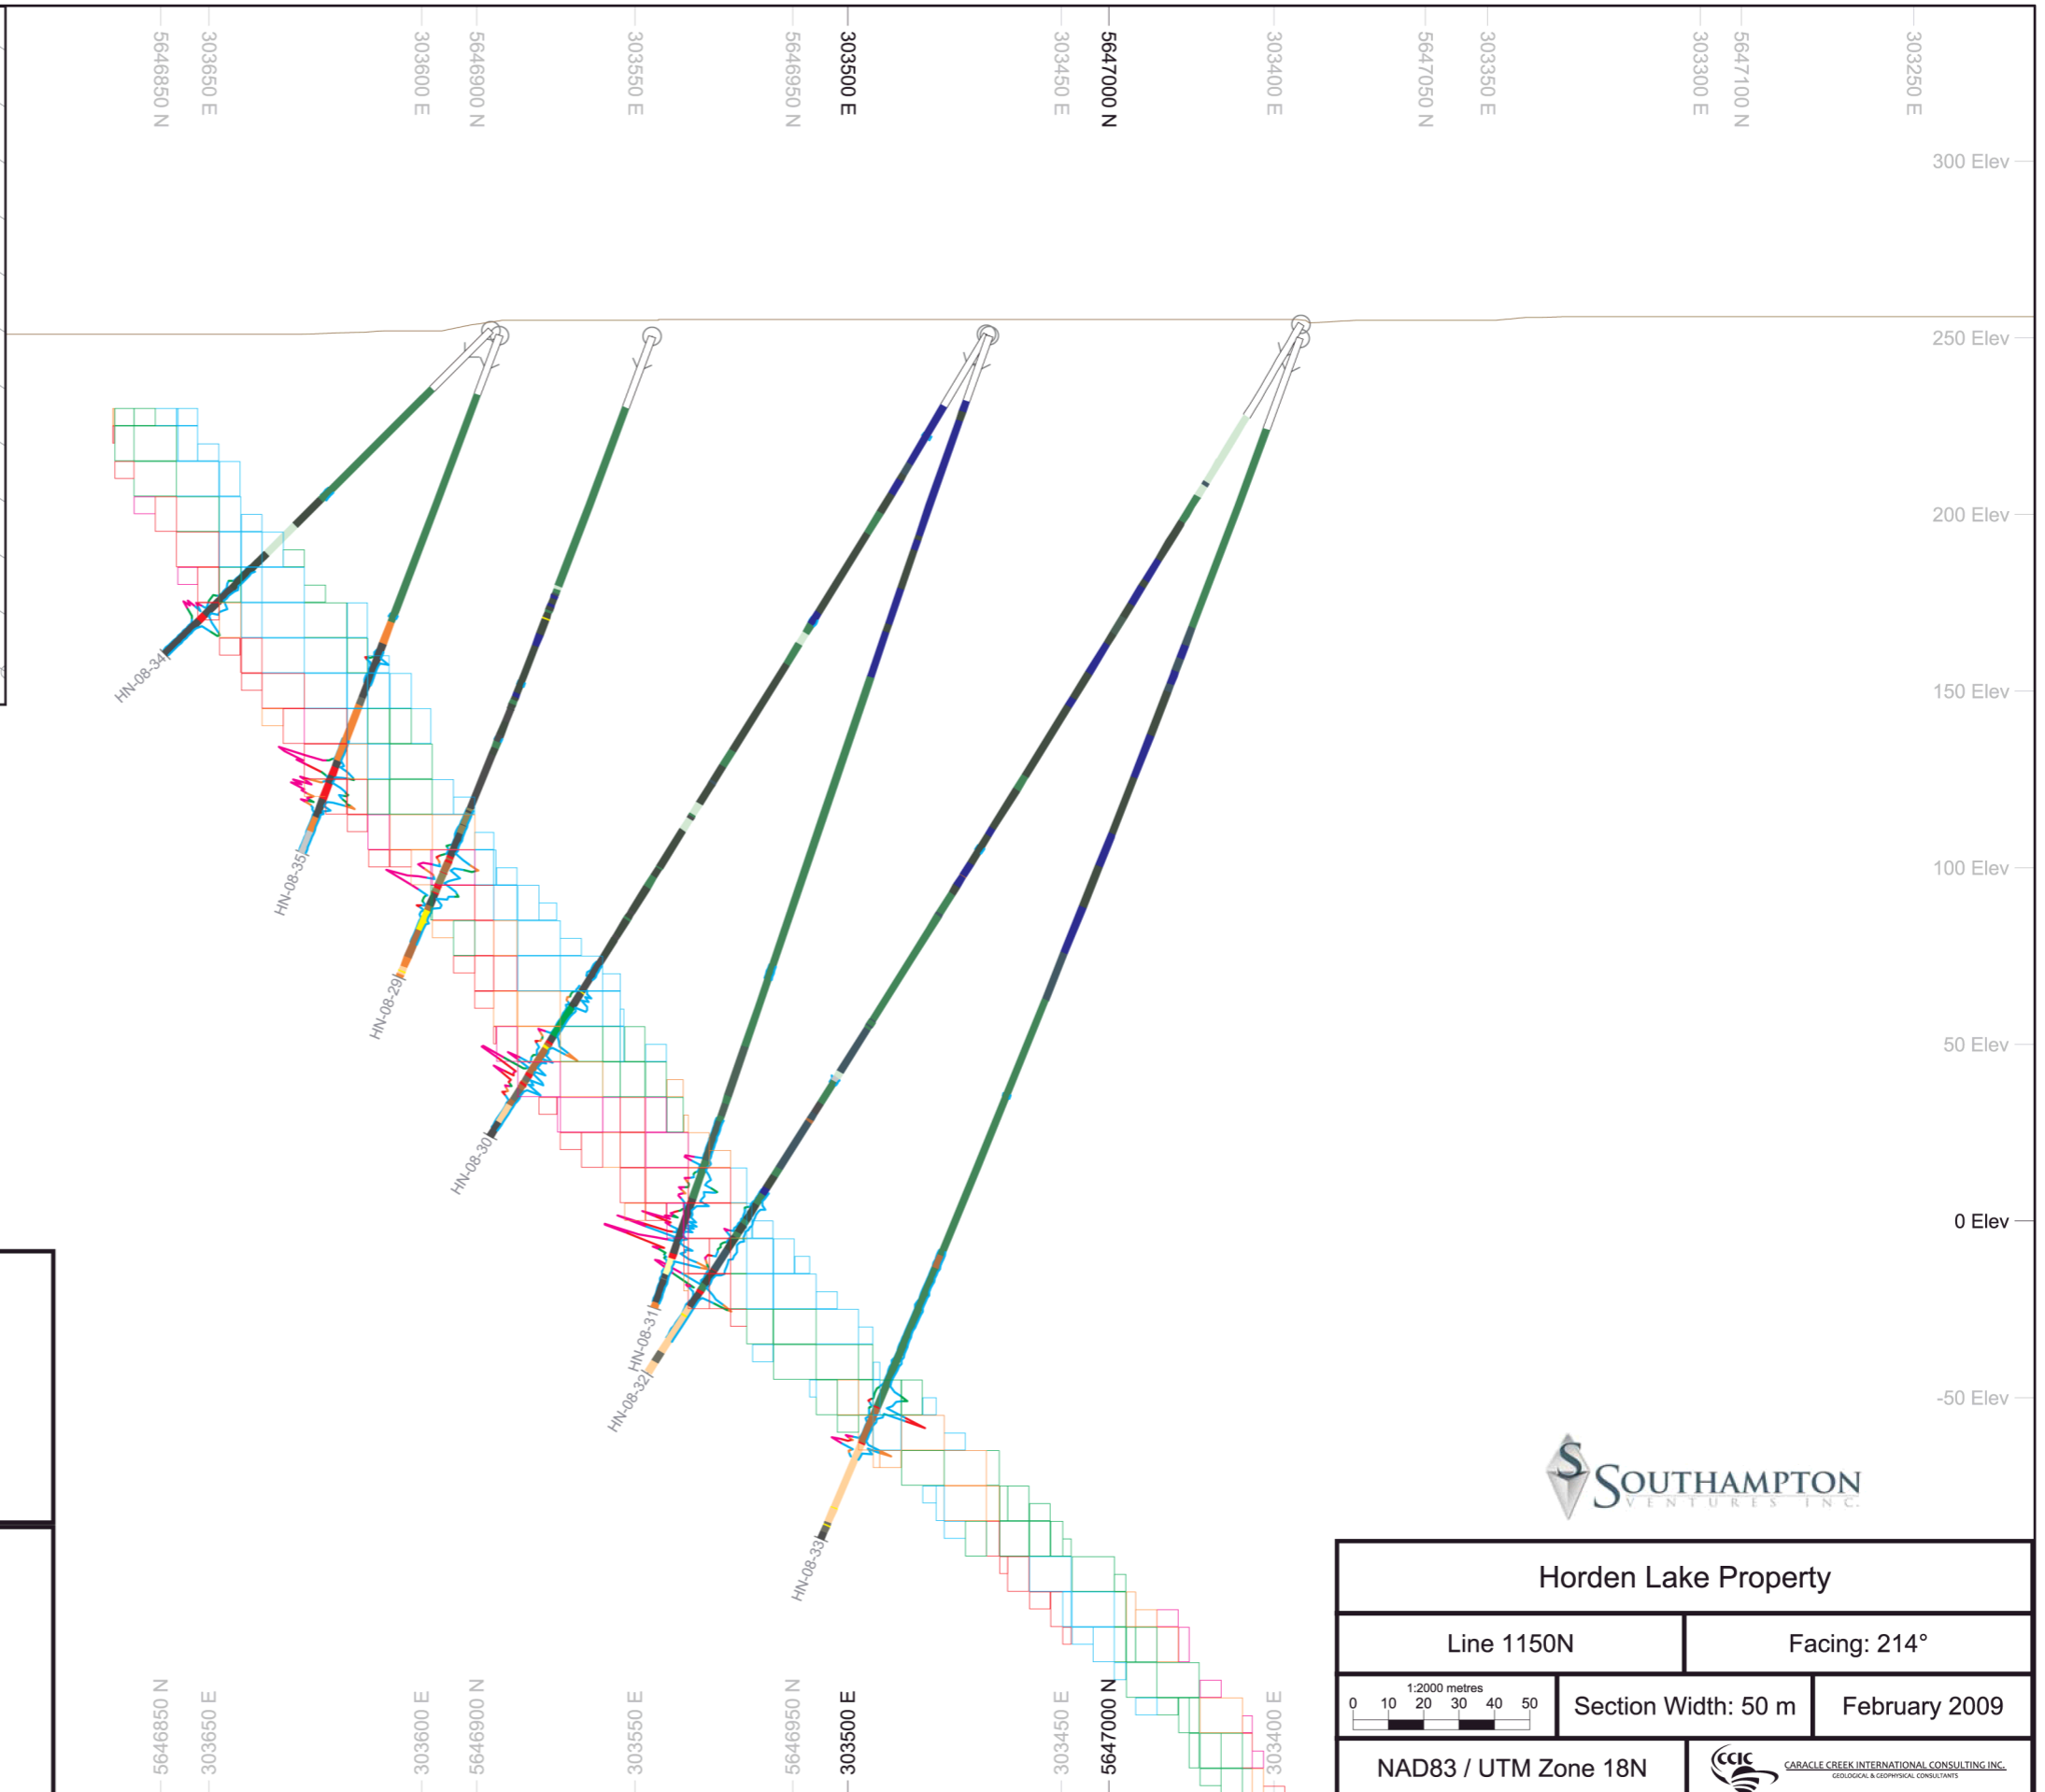 5646850 N
303650 E
303600 E
5646900 N
303550 E
5646950 N
303500 E
303450 E
5647000 N
303400 E
5647050 N
303350 E
303300 E
5647100 N
303250 E
300 Elev
250 Elev
200 Elev
150 Elev
100 Elev
50 Elev
0 Elev
-50 Elev
HN-08-34
HN-08-35
HN-08-29
HN-08-30
HN-08-31
HN-08-32
HN-08-33
S
SOUTHAMPTON
VENTURES INC.
Horden Lake Property
Line 1150N
Facing: 214°
1:2000 metres
0 10 20 30 40 50
Section Width: 50 m
February 2009
NAD83 / UTM Zone 18N
CCIC
CARACLE CREEK INTERNATIONAL CONSULTING INC.
GEOLOGICAL & GEOPHYSICAL CONSULTANTS
5646850 N
303650 E
303600 E
5646900 N
303550 E
5646950 N
303500 E
303450 E
5647000 N
303400 E